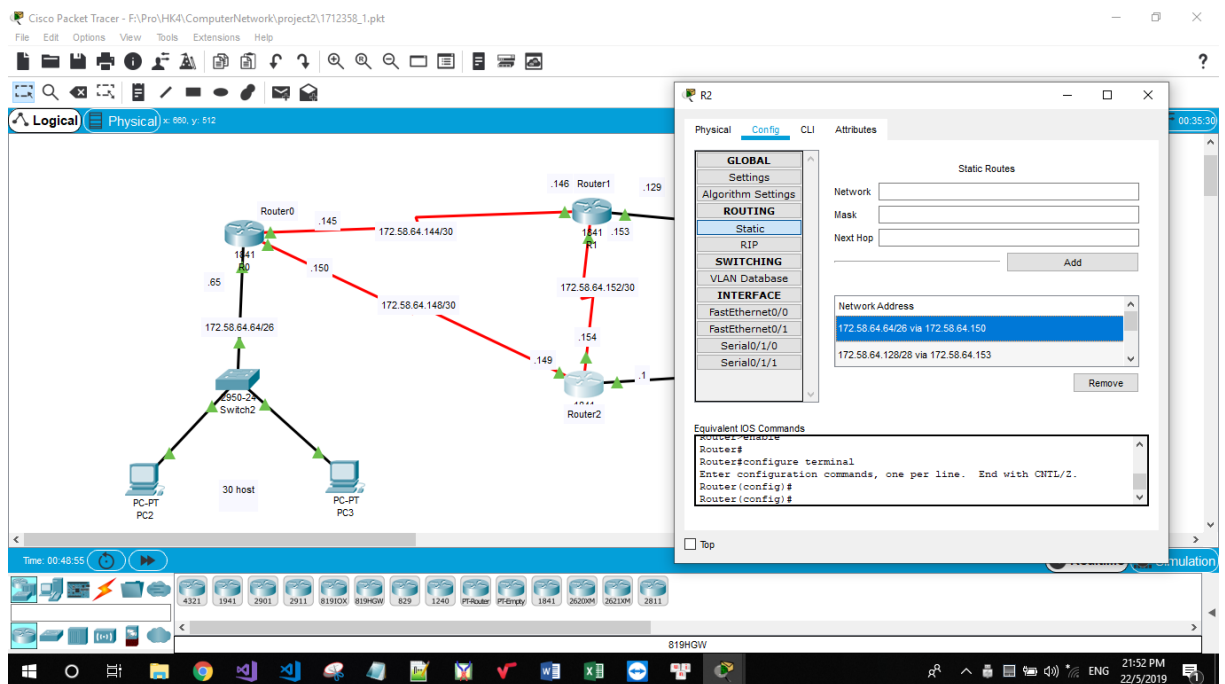 Cisco Packet Tracer - F:\Pro\HK4\ComputerNetwork\project2\1712358_1.pkt
File Edit Options View Tools Extensions Help
?
Logical Physical x: 660, y: 512
00:35:30
.146 Router1 .129
Router0 .145
172.58.64.144/30
1841 .153
R1
1841
R0
.150
.65
172.58.64.152/30
172.58.64.148/30
172.58.64.64/26
.154
.149
.1
2950-24
Switch2
Router2
30 host
PC-PT
PC2
PC-PT
PC3
R2
Physical Config CLI Attributes
GLOBAL
Settings
Algorithm Settings
ROUTING
Static
RIP
SWITCHING
VLAN Database
INTERFACE
FastEthernet0/0
FastEthernet0/1
Serial0/1/0
Serial0/1/1
Static Routes
Network
Mask
Next Hop
Add
Network Address
172.58.64.64/26 via 172.58.64.150
172.58.64.128/28 via 172.58.64.153
Remove
Equivalent IOS Commands
Router>enable
Router#
Router#configure terminal
Enter configuration commands, one per line. End with CNTL/Z.
Router(config)#
Router(config)#
Top
Time: 00:48:55
4321 1941 2901 2911 819IOX 819HGW 829 1240 PT-Router PT-Empty 1841 2620XM 2621XM 2811
819HGW
ENG
21:52 PM
22/5/2019